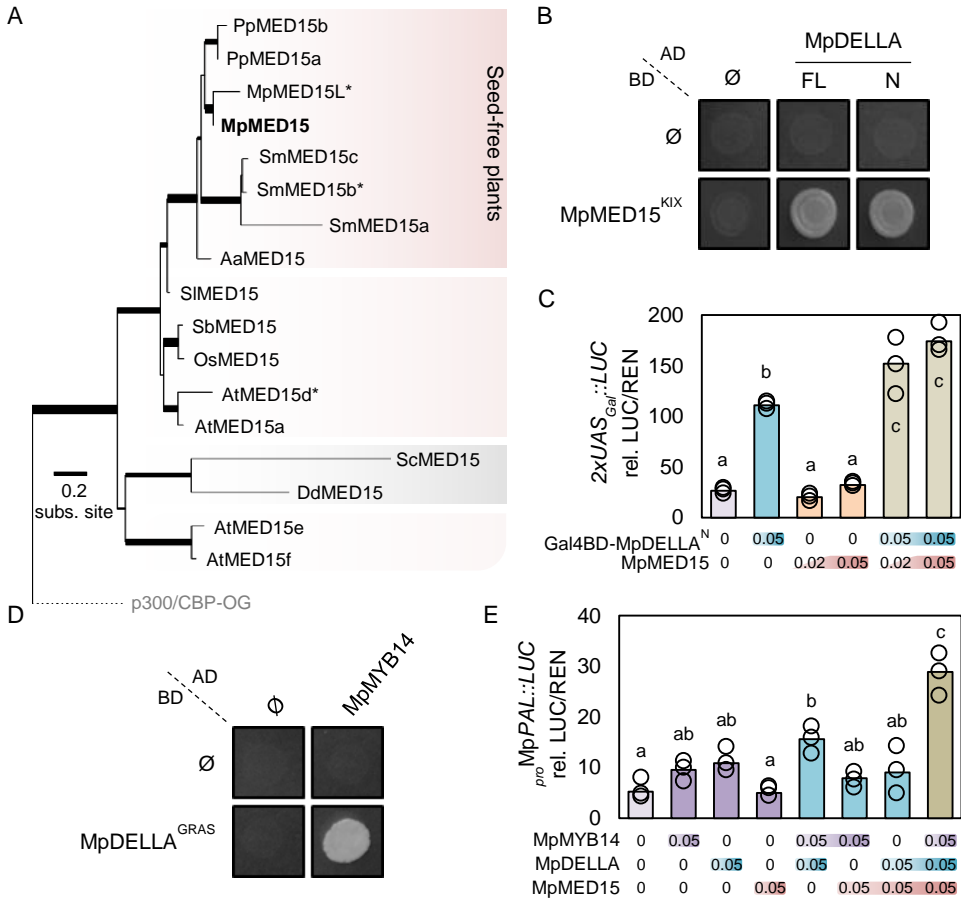 A
PpMED15b
PpMED15a
MpMED15L*
MpMED15
SmMED15c
SmMED15b*
SmMED15a
AaMED15
SlMED15
SbMED15
OsMED15
AtMED15d*
AtMED15a
ScMED15
DdMED15
AtMED15e
AtMED15f
p300/CBP-OG
Seed-free plants
0.2
subs. site
B
MpDELLA
AD
BD
Ø FL N
Ø
MpMED15KIX
C
2xUASGal::LUC
rel. LUC/REN
200
150
100
50
0
a b a a c c
Gal4BD-MpDELLAN 0 0.05 0 0 0.05 0.05
MpMED15 0 0 0.02 0.05 0.02 0.05
D
AD
BD
ϕ MpMYB14
Ø
MpDELLAGRAS
E
proMpPAL::LUC
rel. LUC/REN
40
30
20
10
0
a ab ab a b ab ab c
MpMYB14 0 0.05 0 0 0.05 0.05 0 0.05
MpDELLA 0 0 0.05 0 0.05 0 0.05 0.05
MpMED15 0 0 0 0.05 0 0.05 0.05 0.05